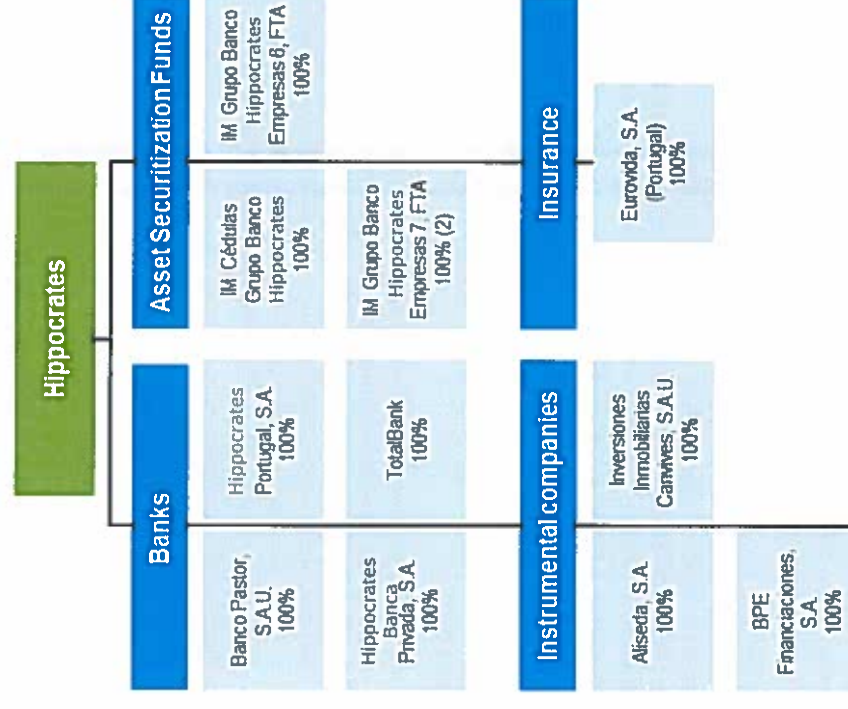 Hippocrates
Banks
Banco Pastor,
S.A.U.
100%
Hippocrates
Portugal, S.A.
100%
Hippocrates
Banca
Privada, S.A.
100%
TotalBank
100%
Asset Securitization Funds
IM Cédulas
Grupo Banco
Hippocrates
100%
IM Grupo Banco
Hippocrates
Empresas 6, FTA
100%
IM Grupo Banco
Hippocrates
Empresas 7, FTA
100% (2)
Instrumental companies
Aliseda, S.A.
100%
Inversiones
Inmobiliarias
Canvives, S.A.U.
100%
BPE
Financiaciones,
S.A.
100%
Insurance
Eurovida, S.A.
(Portugal)
100%